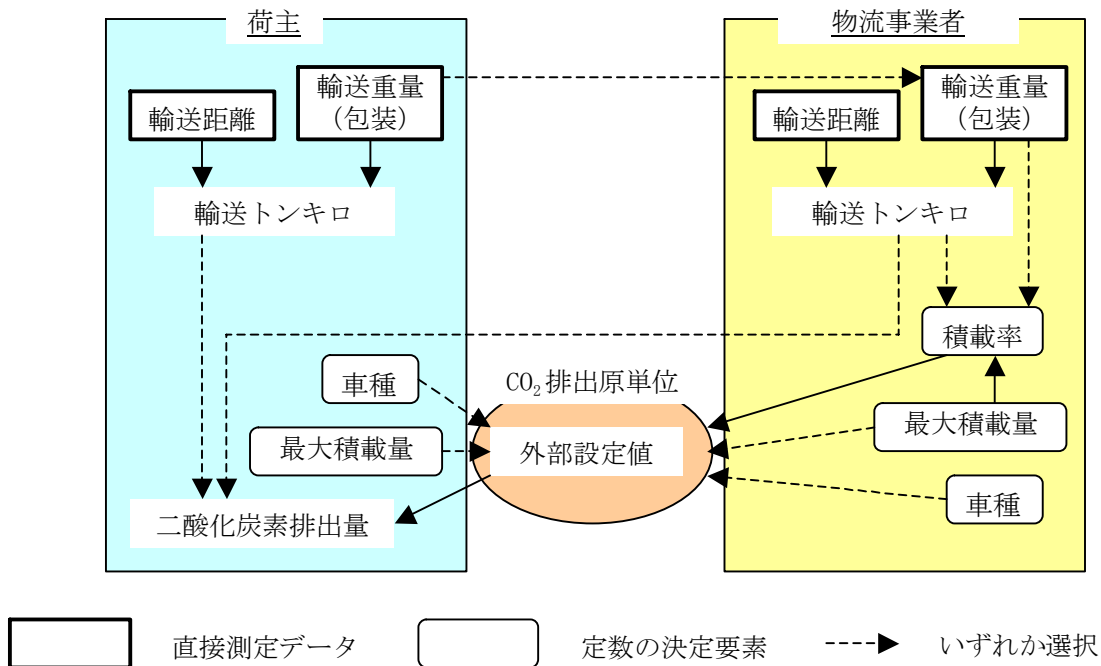 荷主
物流事業者
輸送距離
輸送重量
(包装)
輸送距離
輸送重量
(包装)
輸送トンキロ
輸送トンキロ
積載率
車種
CO₂排出原単位
最大積載量
外部設定値
最大積載量
車種
二酸化炭素排出量
直接測定データ
定数の決定要素
いずれか選択